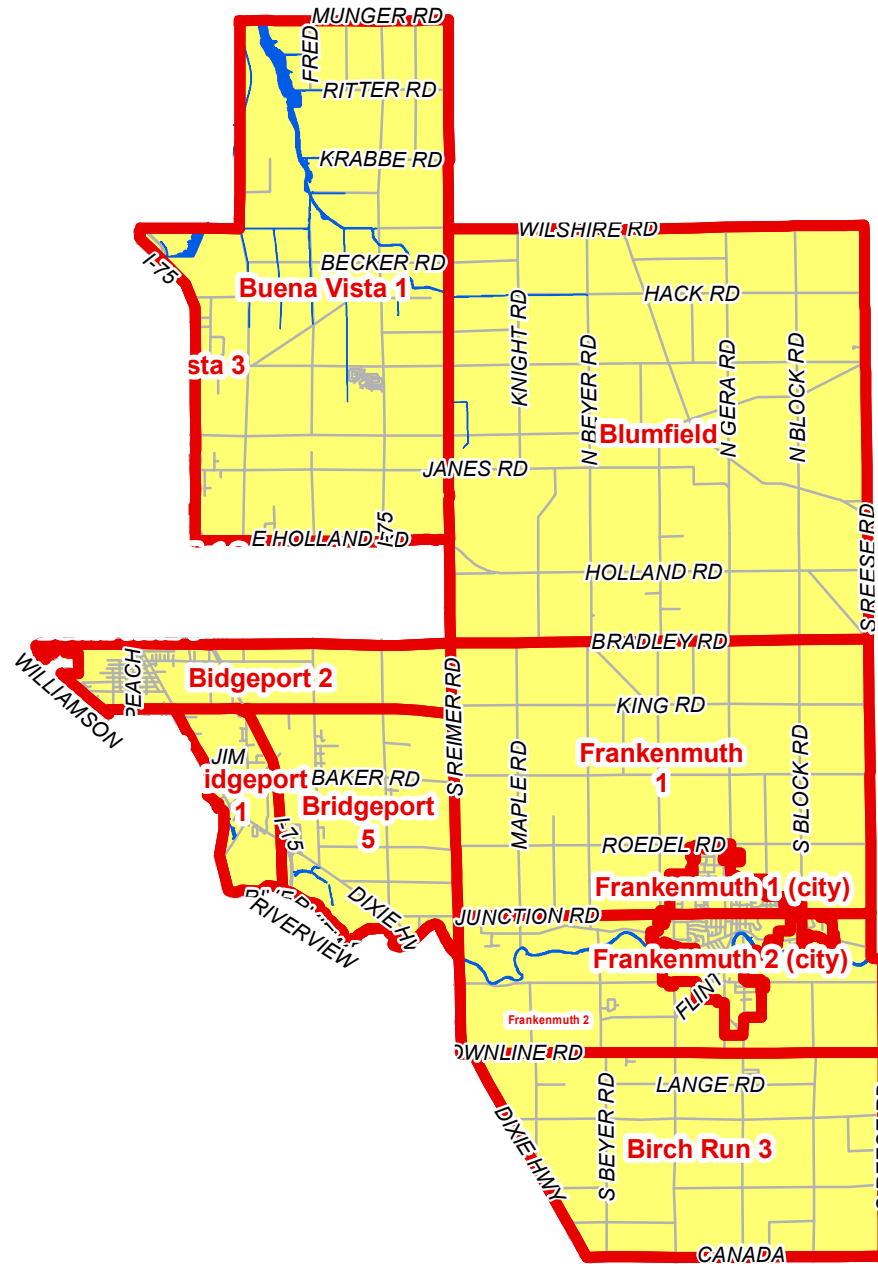 MUNGER RD
FRED
RITTER RD
KRABBE RD
WILSHIRE RD
I-75
BECKER RD
Buena Vista 1
HACK RD
KNIGHT RD
N BEYER RD
N GERA RD
N BLOCK RD
sta 3
Blumfield
JANES RD
I-75
E HOLLAND RD
S REESE RD
HOLLAND RD
BRADLEY RD
WILLIAMSON
PEACH
Bidgeport 2
S REIMER RD
KING RD
JIM
idgeport
1
BAKER RD
Bridgeport
5
I-75
Frankenmuth
1
MAPLE RD
S BLOCK RD
ROEDEL RD
Frankenmuth 1 (city)
DIXIE H
RIVERVIEW
JUNCTION RD
Frankenmuth 2 (city)
FLINT
Frankenmuth 2
OWNLINE RD
LANGE RD
S BEYER RD
DIXIE HWY
Birch Run 3
CANADA